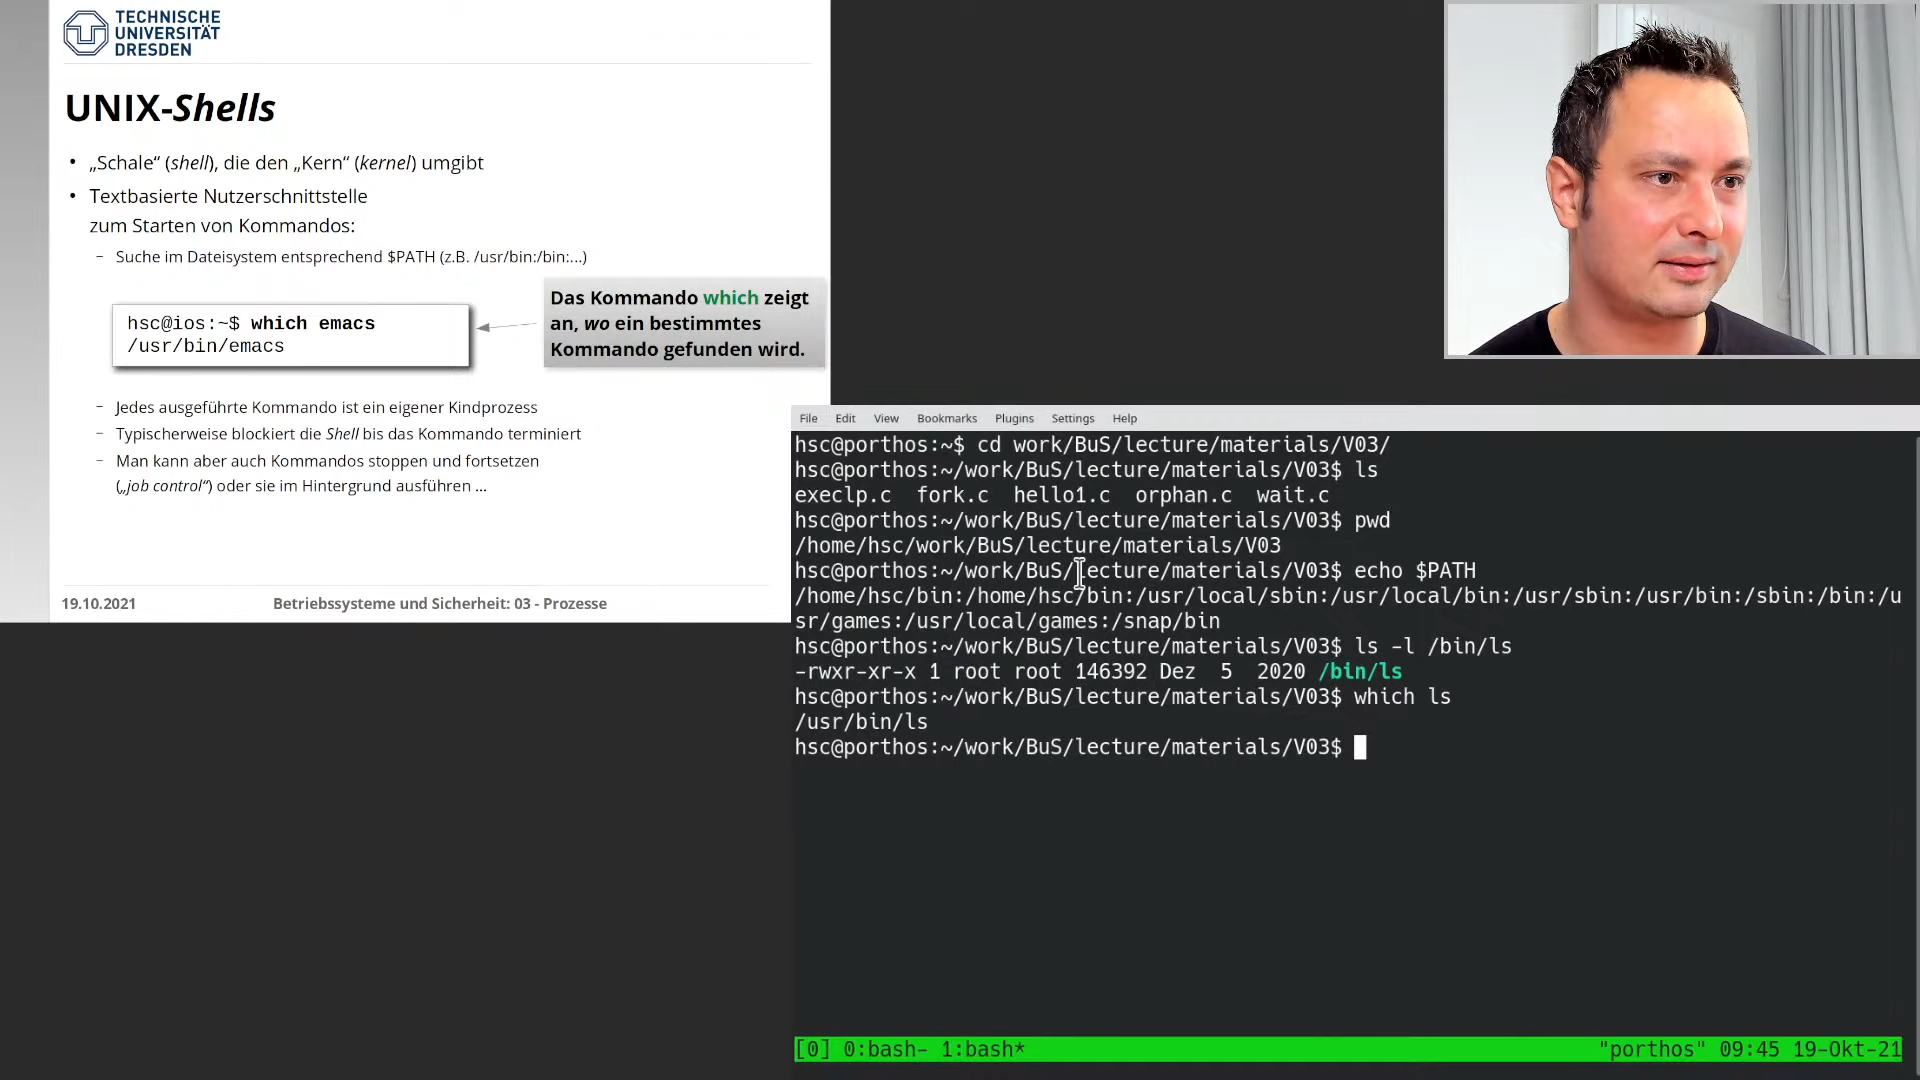 TECHNISCHE
UNIVERSITÄT
DRESDEN
UNIX-Shells
• „Schale“ (shell), die den „Kern“ (kernel) umgibt
• Textbasierte Nutzerschnittstelle
zum Starten von Kommandos:
– Suche im Dateisystem entsprechend $PATH (z.B. /usr/bin:/bin:...)
hsc@ios:~$ which emacs
/usr/bin/emacs
Das Kommando which zeigt
an, wo ein bestimmtes
Kommando gefunden wird.
– Jedes ausgeführte Kommando ist ein eigener Kindprozess
– Typischerweise blockiert die Shell bis das Kommando terminiert
– Man kann aber auch Kommandos stoppen und fortsetzen
(„job control“) oder sie im Hintergrund ausführen ...
19.10.2021 Betriebssysteme und Sicherheit: 03 - Prozesse
File Edit View Bookmarks Plugins Settings Help
hsc@porthos:~$ cd work/BuS/lecture/materials/V03/
hsc@porthos:~/work/BuS/lecture/materials/V03$ ls
execlp.c fork.c hello1.c orphan.c wait.c
hsc@porthos:~/work/BuS/lecture/materials/V03$ pwd
/home/hsc/work/BuS/lecture/materials/V03
hsc@porthos:~/work/BuS/lecture/materials/V03$ echo $PATH
/home/hsc/bin:/home/hsc/bin:/usr/local/sbin:/usr/local/bin:/usr/sbin:/usr/bin:/sbin:/bin:/u
sr/games:/usr/local/games:/snap/bin
hsc@porthos:~/work/BuS/lecture/materials/V03$ ls -l /bin/ls
-rwxr-xr-x 1 root root 146392 Dez 5 2020 /bin/ls
hsc@porthos:~/work/BuS/lecture/materials/V03$ which ls
/usr/bin/ls
hsc@porthos:~/work/BuS/lecture/materials/V03$
[0] 0:bash- 1:bash* "porthos" 09:45 19-Okt-21